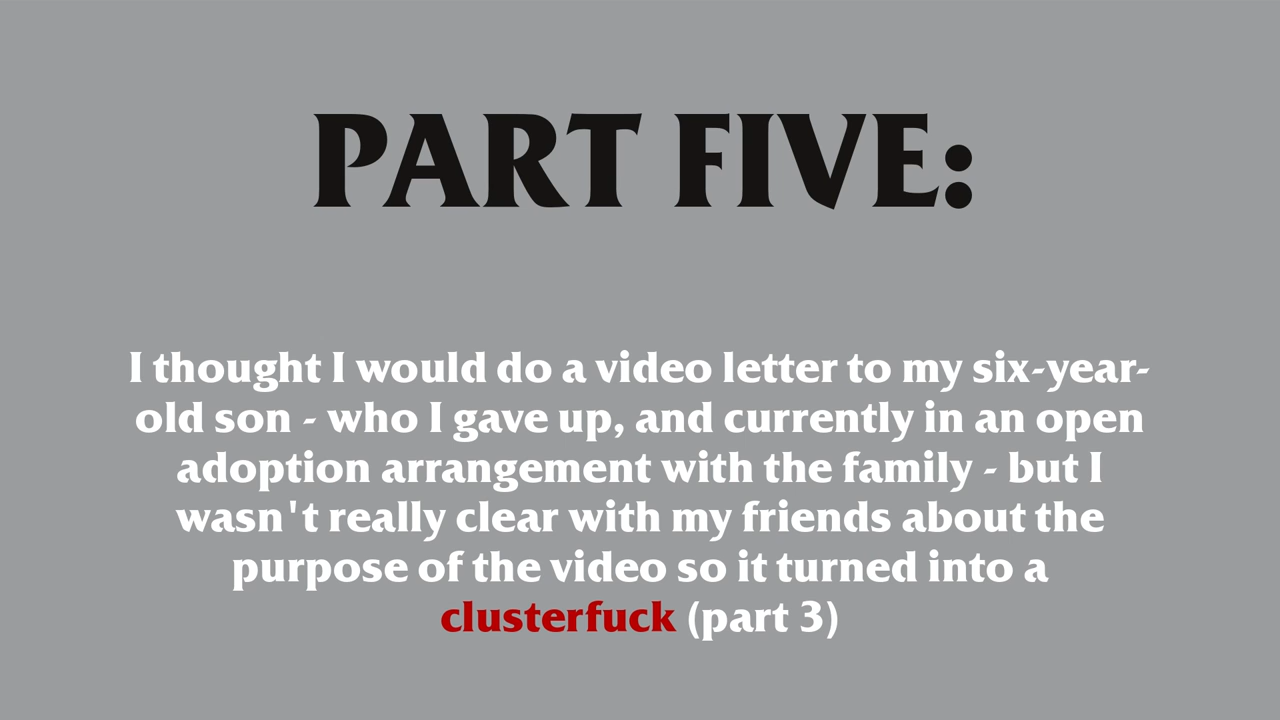 PART FIVE:
I thought I would do a video letter to my six-year-
old son - who I gave up, and currently in an open
adoption arrangement with the family - but I
wasn't really clear with my friends about the
purpose of the video so it turned into a
clusterfuck (part 3)